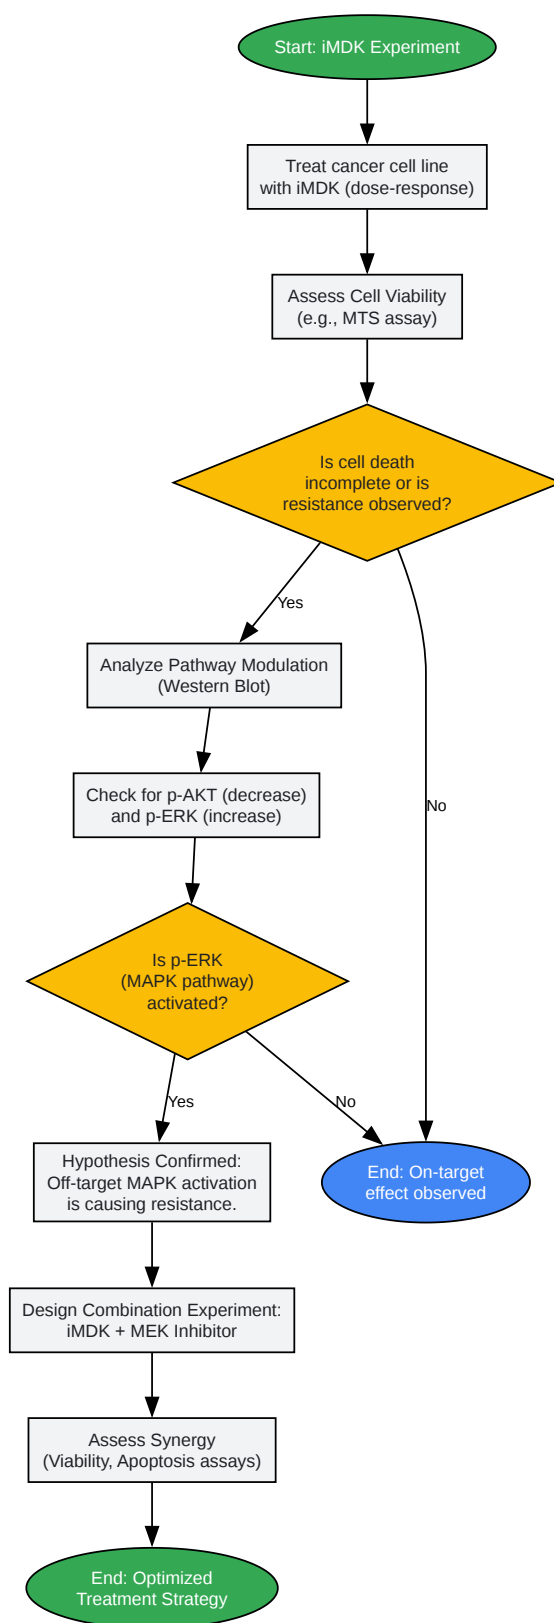 Start: iMDK Experiment
Treat cancer cell line
with iMDK (dose-response)
Assess Cell Viability
(e.g., MTS assay)
Is cell death
incomplete or is
resistance observed?
Yes
Analyze Pathway Modulation
(Western Blot)
Check for p-AKT (decrease)
and p-ERK (increase)
No
Is p-ERK
(MAPK pathway)
activated?
Yes
No
Hypothesis Confirmed:
Off-target MAPK activation
is causing resistance.
End: On-target
effect observed
Design Combination Experiment:
iMDK + MEK Inhibitor
Assess Synergy
(Viability, Apoptosis assays)
End: Optimized
Treatment Strategy